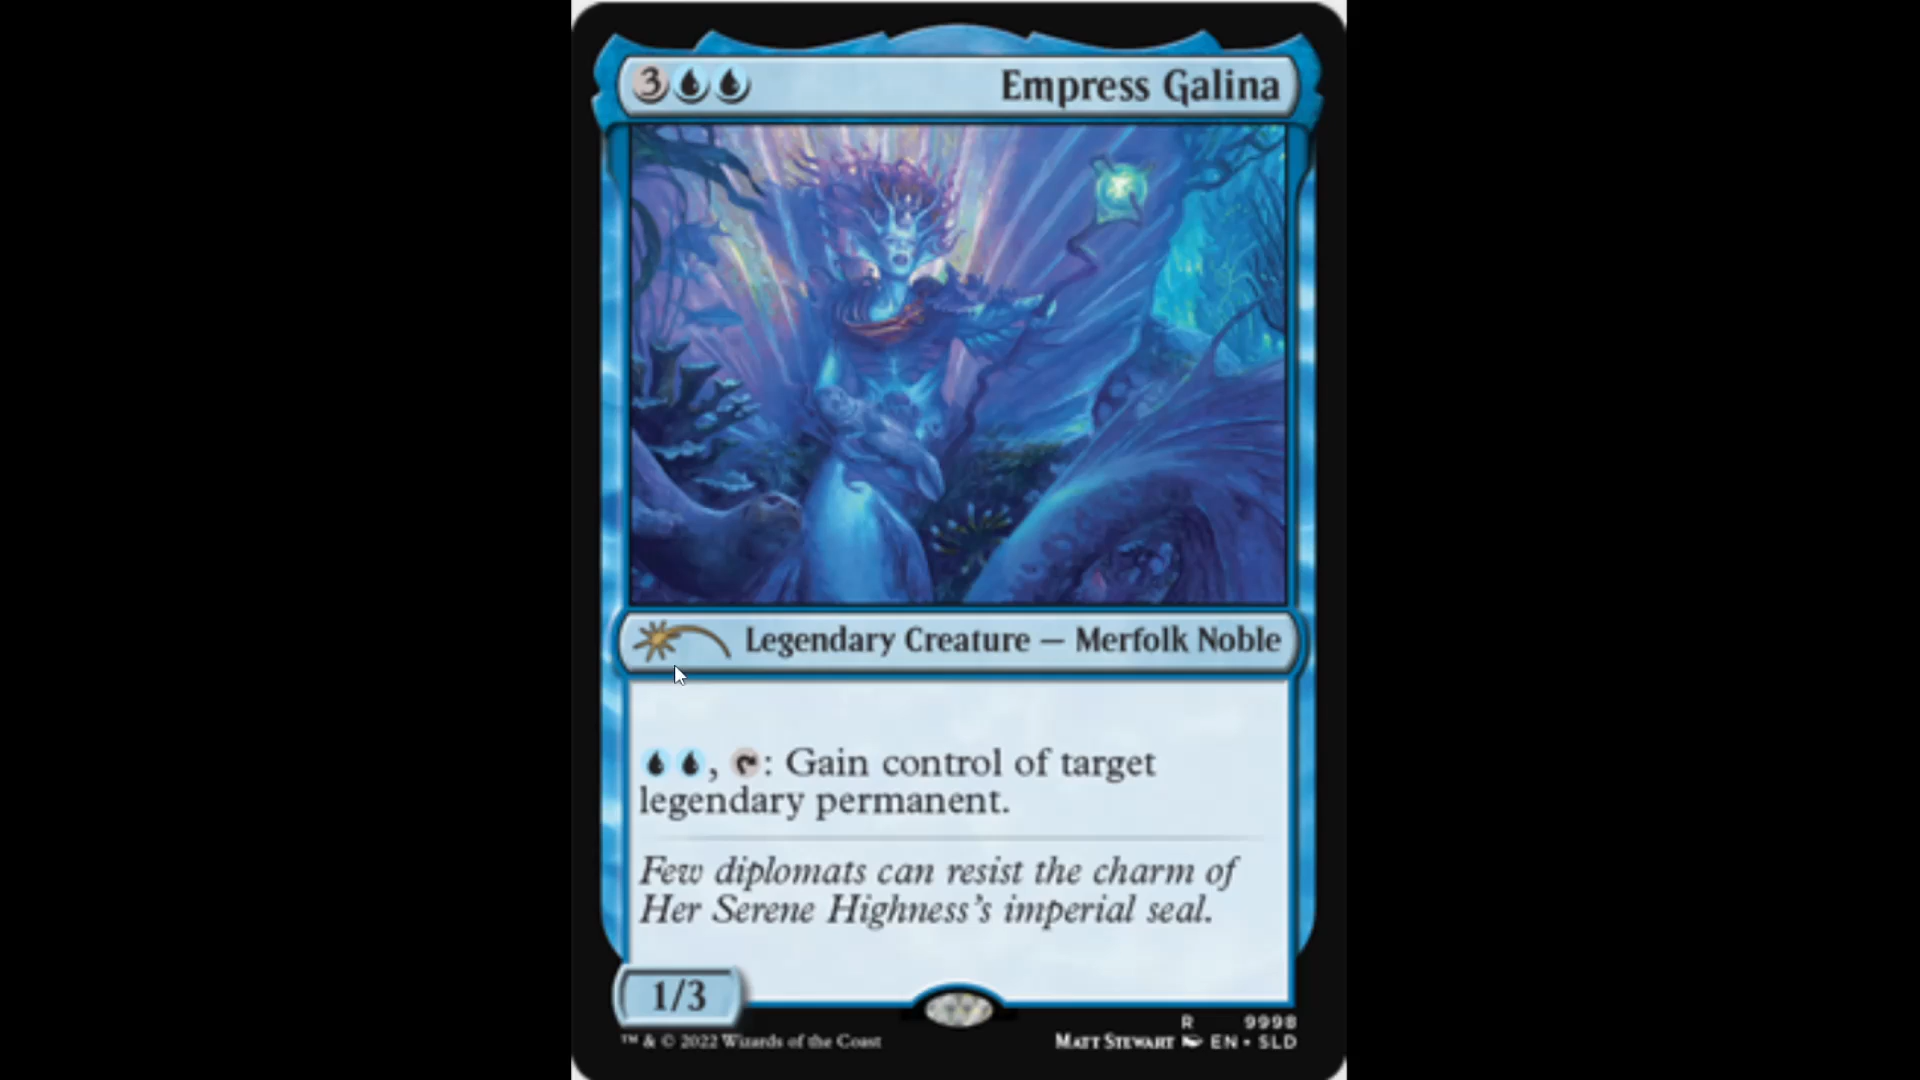 3 Empress Galina
Legendary Creature — Merfolk Noble
, : Gain control of target
legendary permanent.
Few diplomats can resist the charm of
Her Serene Highness's imperial seal.
1/3
R 9998
™ & © 2022 Wizards of the Coast
Matt Stewart EN • SLD